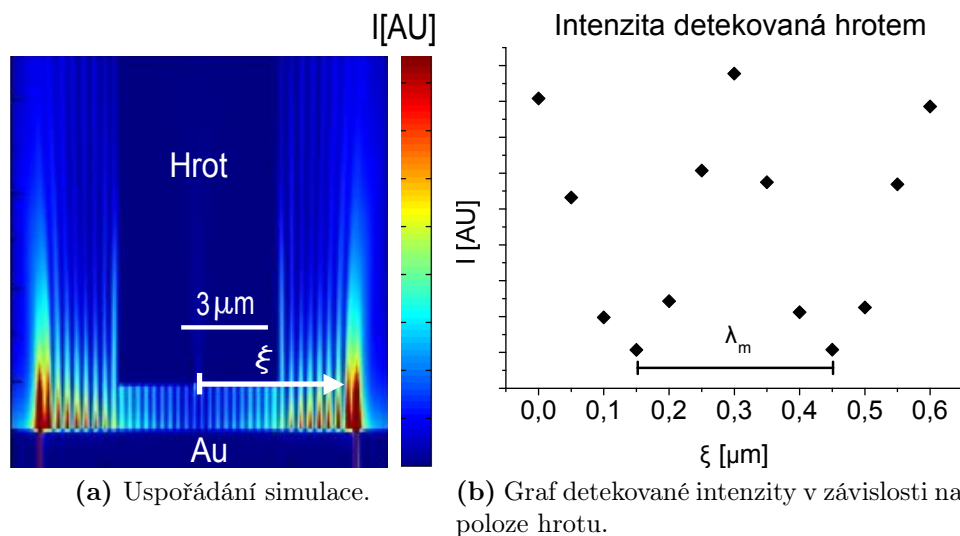 I[AU]
Hrot
3 μm
ξ
Au
(a) Uspořádání simulace.
Intenzita detekovaná hrotem
I [AU]
λm
0,0 0,1 0,2 0,3 0,4 0,5 0,6
ξ [μm]
(b) Graf detekované intenzity v závislosti na
poloze hrotu.